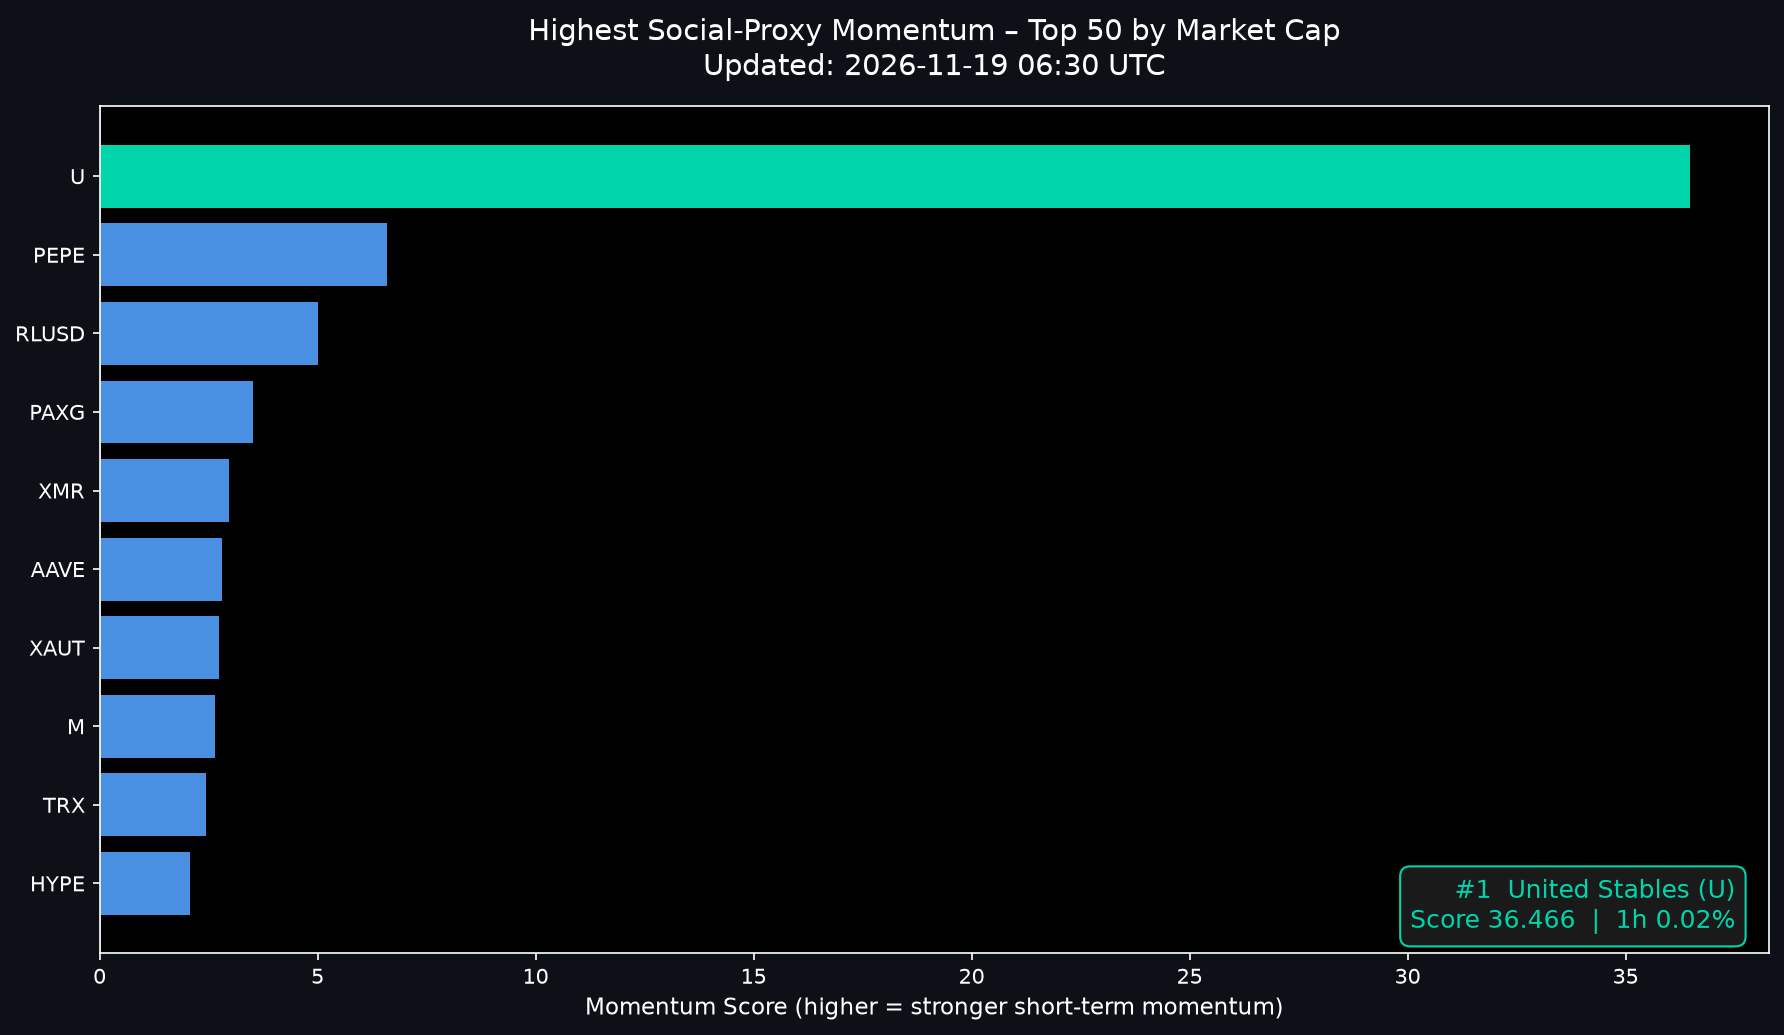 Highest Social-Proxy Momentum – Top 50 by Market Cap
Updated: 2026-11-19 06:30 UTC
U
PEPE
RLUSD
PAXG
XMR
AAVE
XAUT
M
TRX
HYPE
#1 United Stables (U)
Score 36.466 | 1h 0.02%
0 5 10 15 20 25 30 35
Momentum Score (higher = stronger short-term momentum)